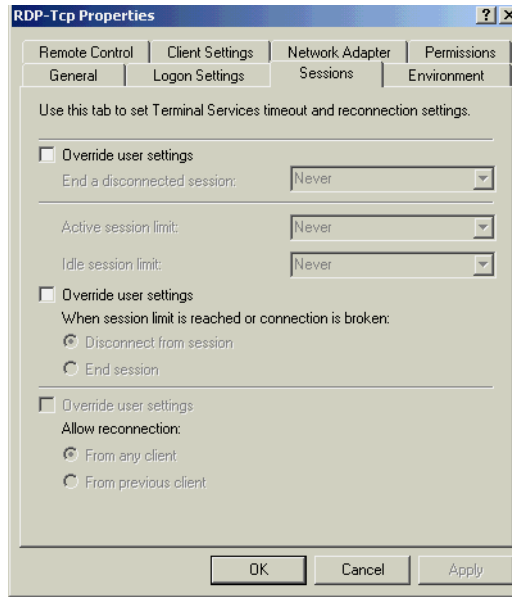 RDP-Tcp Properties
Remote Control Client Settings Network Adapter Permissions
General Logon Settings Sessions Environment
Use this tab to set Terminal Services timeout and reconnection settings.
Override user settings
End a disconnected session: Never
Active session limit: Never
Idle session limit: Never
Override user settings
When session limit is reached or connection is broken:
Disconnect from session
End session
Override user settings
Allow reconnection:
From any client
From previous client
OK Cancel Apply